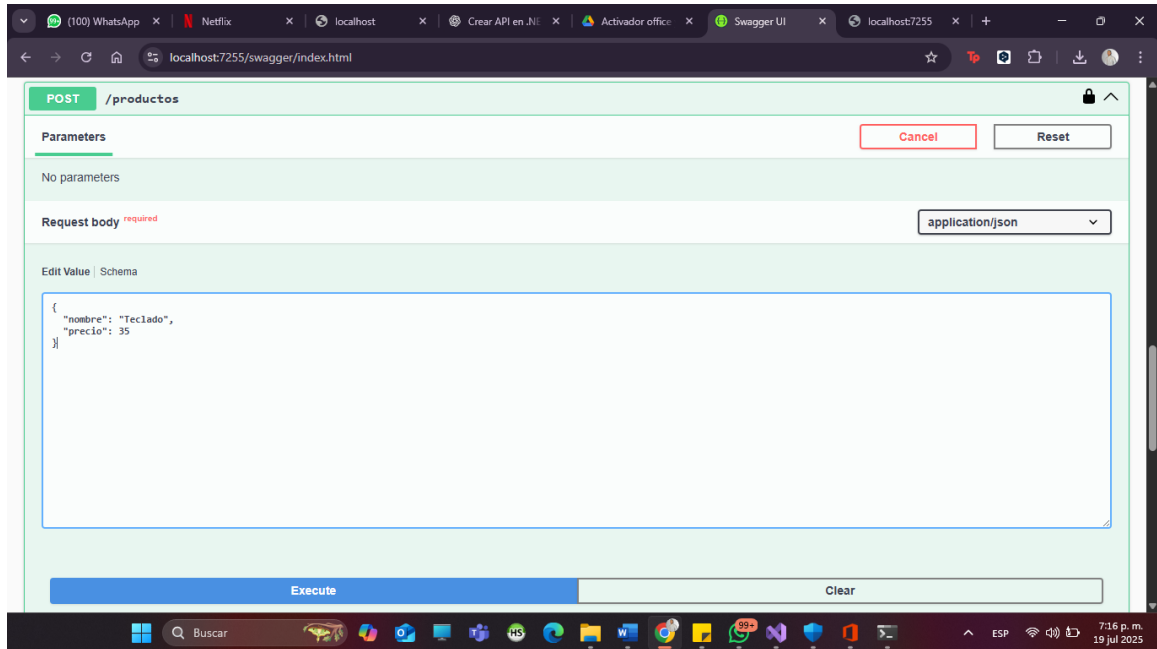 (100) WhatsApp
Netflix
localhost
Crear API en .NE
Activador office
Swagger UI
localhost:7255
localhost:7255/swagger/index.html
Tp
POST /productos
Parameters
Cancel
Reset
No parameters
Request body required
application/json
Edit Value | Schema
{
"nombre": "Teclado",
"precio": 35
}
Execute
Clear
Buscar
HS
99+
ESP
7:16 p. m.
19 jul 2025